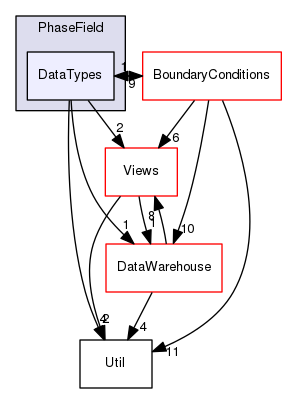 PhaseField
DataTypes
BoundaryConditions
1
9
2
6
Views
1
8
10
DataWarehouse
4
2
4
11
Util